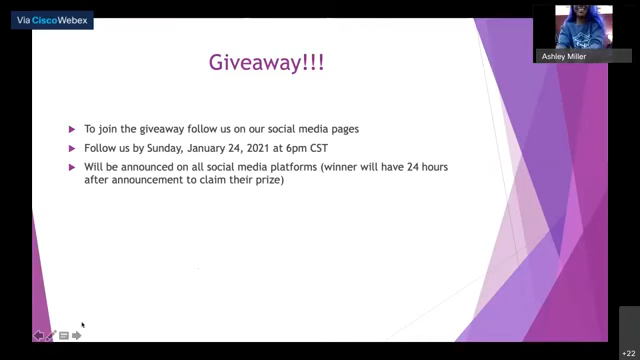 Via Cisco Webex
Giveaway!!!
Ashley Miller
To join the giveaway follow us on our social media pages
Follow us by Sunday, January 24, 2021 at 6pm CST
Will be announced on all social media platforms (winner will have 24 hours
after announcement to claim their prize)
+22